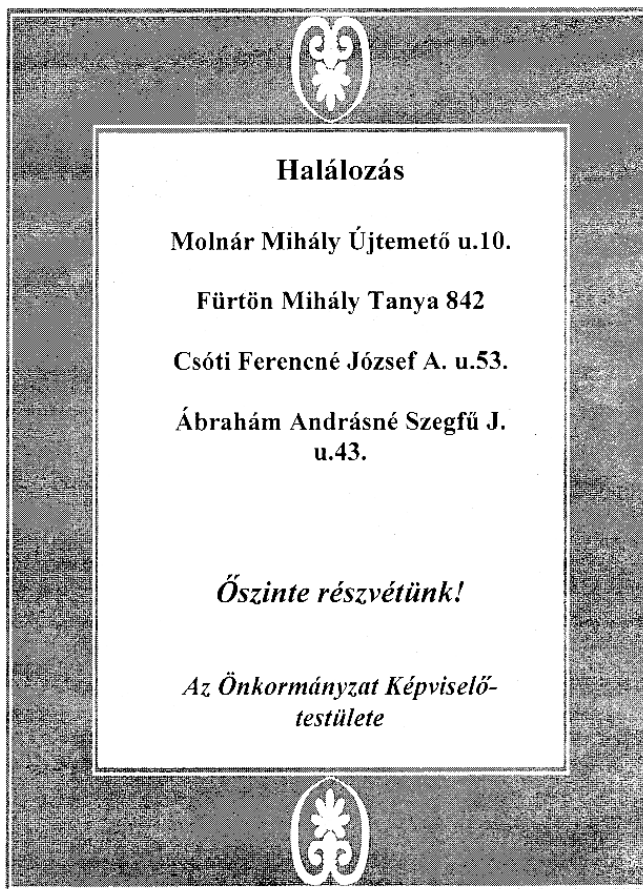 Halálozás
Molnár Mihály Újtemető u.10.
Fürtön Mihály Tanya 842
Csóti Ferencné József A. u.53.
Ábrahám Andrásné Szegfű J.
u.43.
Őszinte részvétünk!
Az Önkormányzat Képviselő-
testülete